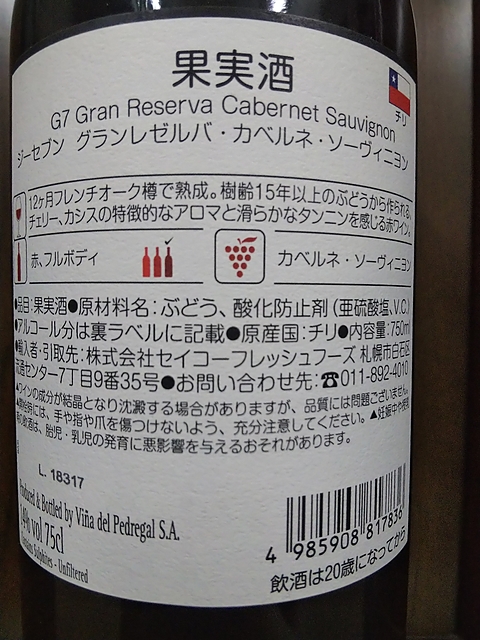 果実酒
チリ
G7 Gran Reserva Cabernet Sauvignon
ジーセブン グランレゼルバ・カベルネ・ソーヴィニヨン
12ヶ月フレンチオーク樽で熟成。樹齢15年以上のぶどうから作られる、
チェリー、カシスの特徴的なアロマと滑らかなタンニンを感じる赤ワイン。
赤、フルボディ
カベルネ・ソーヴィニヨン
●品目:果実酒●原材料名:ぶどう、酸化防止剤(亜硫酸塩、V.C.)
●アルコール分は裏ラベルに記載●原産国:チリ●内容量:750ml
●輸入者・引取先:株式会社セイコーフレッシュフーズ 札幌市白石区
流通センター7丁目9番35号●お問い合わせ先:☎011-892-4010
▲ワインの成分が結晶となり沈澱する場合がありますが、品質には問題ございません。
▲開栓時には、手や指や爪を傷つけないよう、充分注意してください。▲妊娠中や授乳
期の飲酒は、胎児・乳児の発育に悪影響を与えるおそれがあります。
L. 18317
Produced & Bottled by Viña del Pedregal S.A.
14% vol 75cl
Contains Sulphites - Unfiltered
4 985908 817836
飲酒は20歳になってから